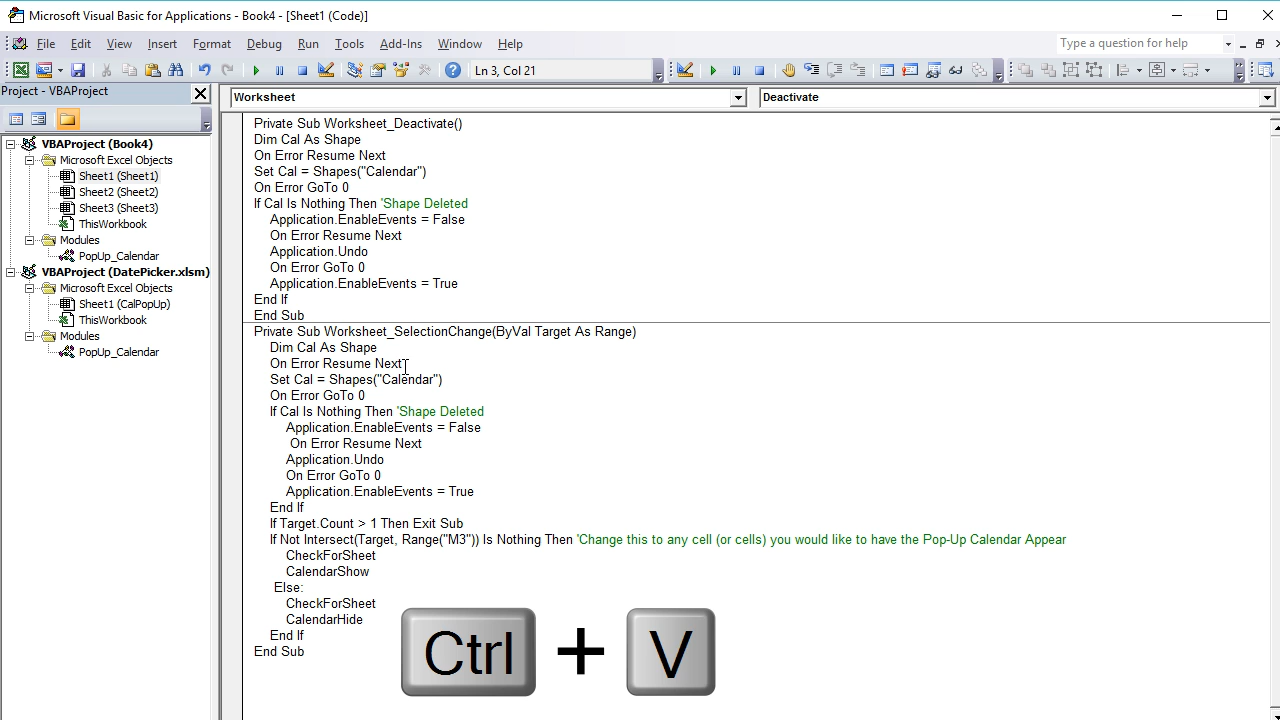 Microsoft Visual Basic for Applications - Book4 - [Sheet1 (Code)]
File Edit View Insert Format Debug Run Tools Add-Ins Window Help
Type a question for help
Ln 3, Col 21
Project - VBAProject
Worksheet
Deactivate
VBAProject (Book4)
Microsoft Excel Objects
Sheet1 (Sheet1)
Sheet2 (Sheet2)
Sheet3 (Sheet3)
ThisWorkbook
Modules
PopUp_Calendar
VBAProject (DatePicker.xlsm)
Microsoft Excel Objects
Sheet1 (CalPopUp)
ThisWorkbook
Modules
PopUp_Calendar
Private Sub Worksheet_Deactivate()
Dim Cal As Shape
On Error Resume Next
Set Cal = Shapes("Calendar")
On Error GoTo 0
If Cal Is Nothing Then 'Shape Deleted
Application.EnableEvents = False
On Error Resume Next
Application.Undo
On Error GoTo 0
Application.EnableEvents = True
End If
End Sub
Private Sub Worksheet_SelectionChange(ByVal Target As Range)
Dim Cal As Shape
On Error Resume Next
Set Cal = Shapes("Calendar")
On Error GoTo 0
If Cal Is Nothing Then 'Shape Deleted
Application.EnableEvents = False
On Error Resume Next
Application.Undo
On Error GoTo 0
Application.EnableEvents = True
End If
If Target.Count > 1 Then Exit Sub
If Not Intersect(Target, Range("M3")) Is Nothing Then 'Change this to any cell (or cells) you would like to have the Pop-Up Calendar Appear
CheckForSheet
CalendarShow
Else:
CheckForSheet
CalendarHide
End If
End Sub
Ctrl + V